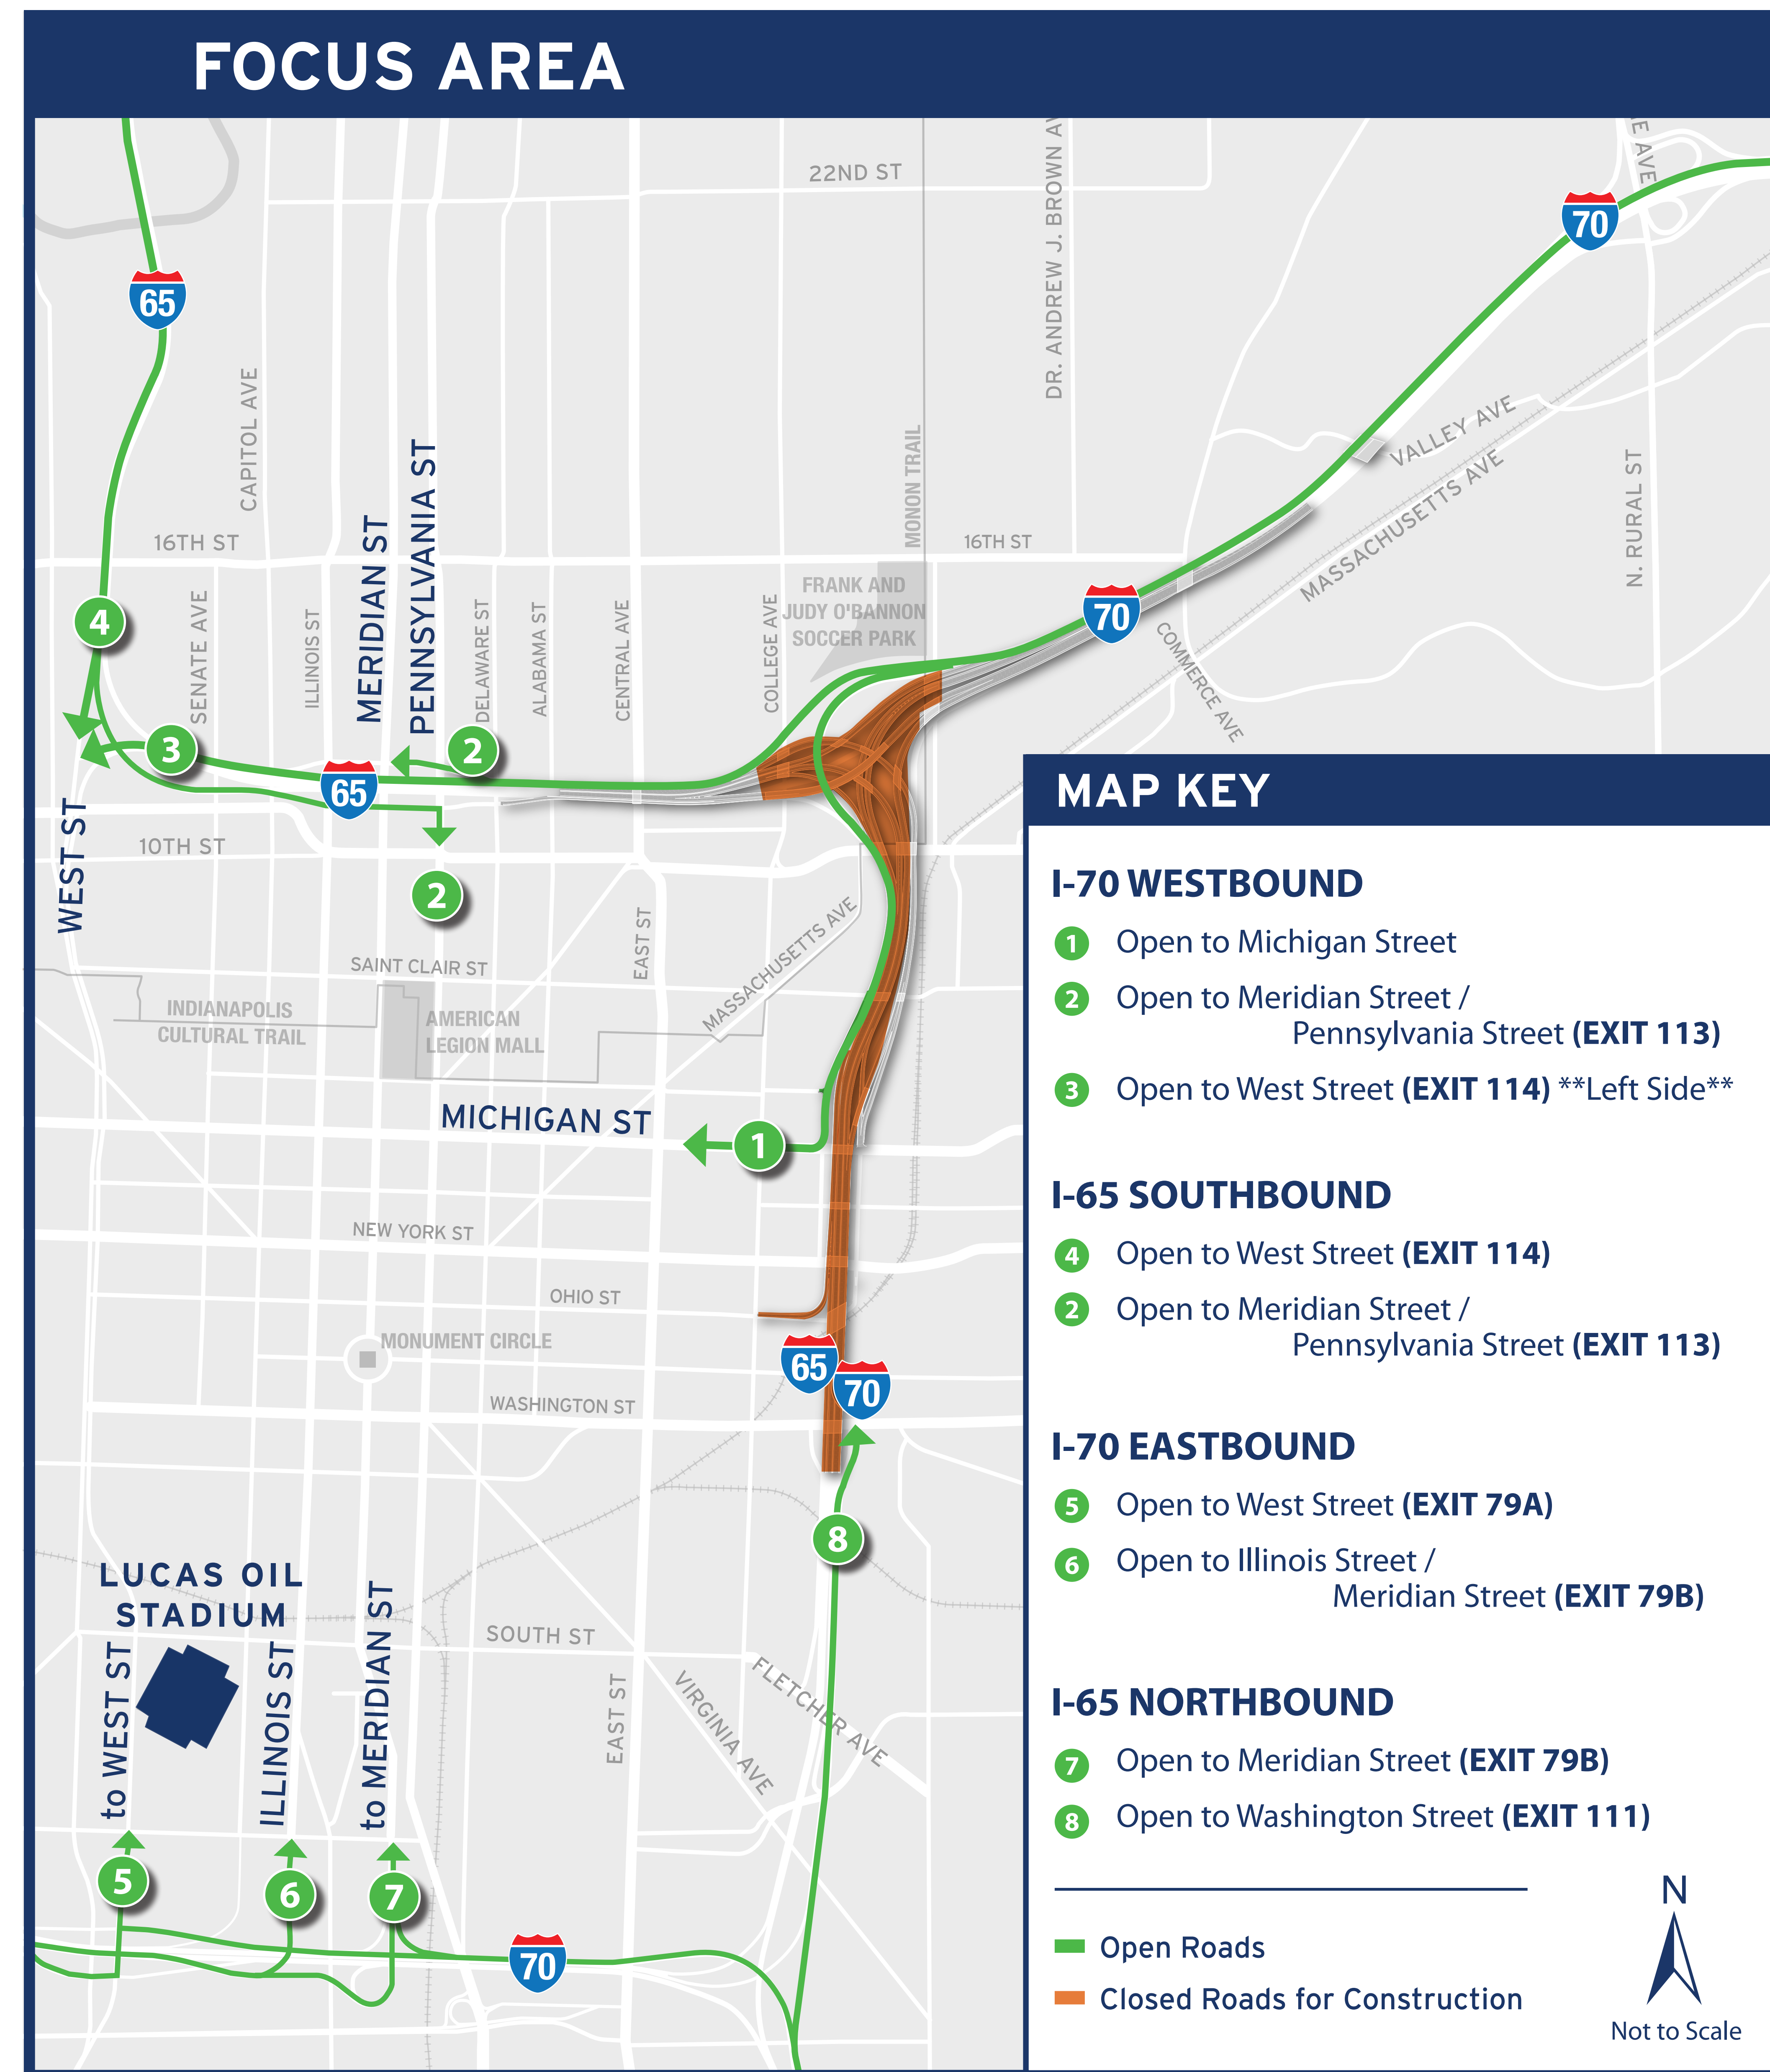 FOCUS AREA
22ND ST
DR. ANDREW J. BROWN AV
E AVE
70
65
CAPITOL AVE
MERIDIAN ST
PENNSYLVANIA ST
MONON TRAIL
VALLEY AVE
MASSACHUSETTS AVE
N. RURAL ST
16TH ST
16TH ST
FRANK AND
JUDY O'BANNON
SOCCER PARK
4
SENATE AVE
ILLINOIS ST
DELAWARE ST
ALABAMA ST
CENTRAL AVE
COLLEGE AVE
70
COMMERCE AVE
3
2
65
WEST ST
10TH ST
2
EAST ST
MASSACHUSETTS AVE
SAINT CLAIR ST
INDIANAPOLIS
CULTURAL TRAIL
AMERICAN
LEGION MALL
MICHIGAN ST
1
NEW YORK ST
OHIO ST
MONUMENT CIRCLE
65
70
WASHINGTON ST
8
LUCAS OIL
STADIUM
to WEST ST
ILLINOIS ST
to MERIDIAN ST
SOUTH ST
EAST ST
VIRGINIA AVE
FLETCHER AVE
5
6
7
70
MAP KEY
I-70 WESTBOUND
1 Open to Michigan Street
2 Open to Meridian Street /
Pennsylvania Street (EXIT 113)
3 Open to West Street (EXIT 114) **Left Side**
I-65 SOUTHBOUND
4 Open to West Street (EXIT 114)
2 Open to Meridian Street /
Pennsylvania Street (EXIT 113)
I-70 EASTBOUND
5 Open to West Street (EXIT 79A)
6 Open to Illinois Street /
Meridian Street (EXIT 79B)
I-65 NORTHBOUND
7 Open to Meridian Street (EXIT 79B)
8 Open to Washington Street (EXIT 111)
Open Roads
Closed Roads for Construction
N
Not to Scale